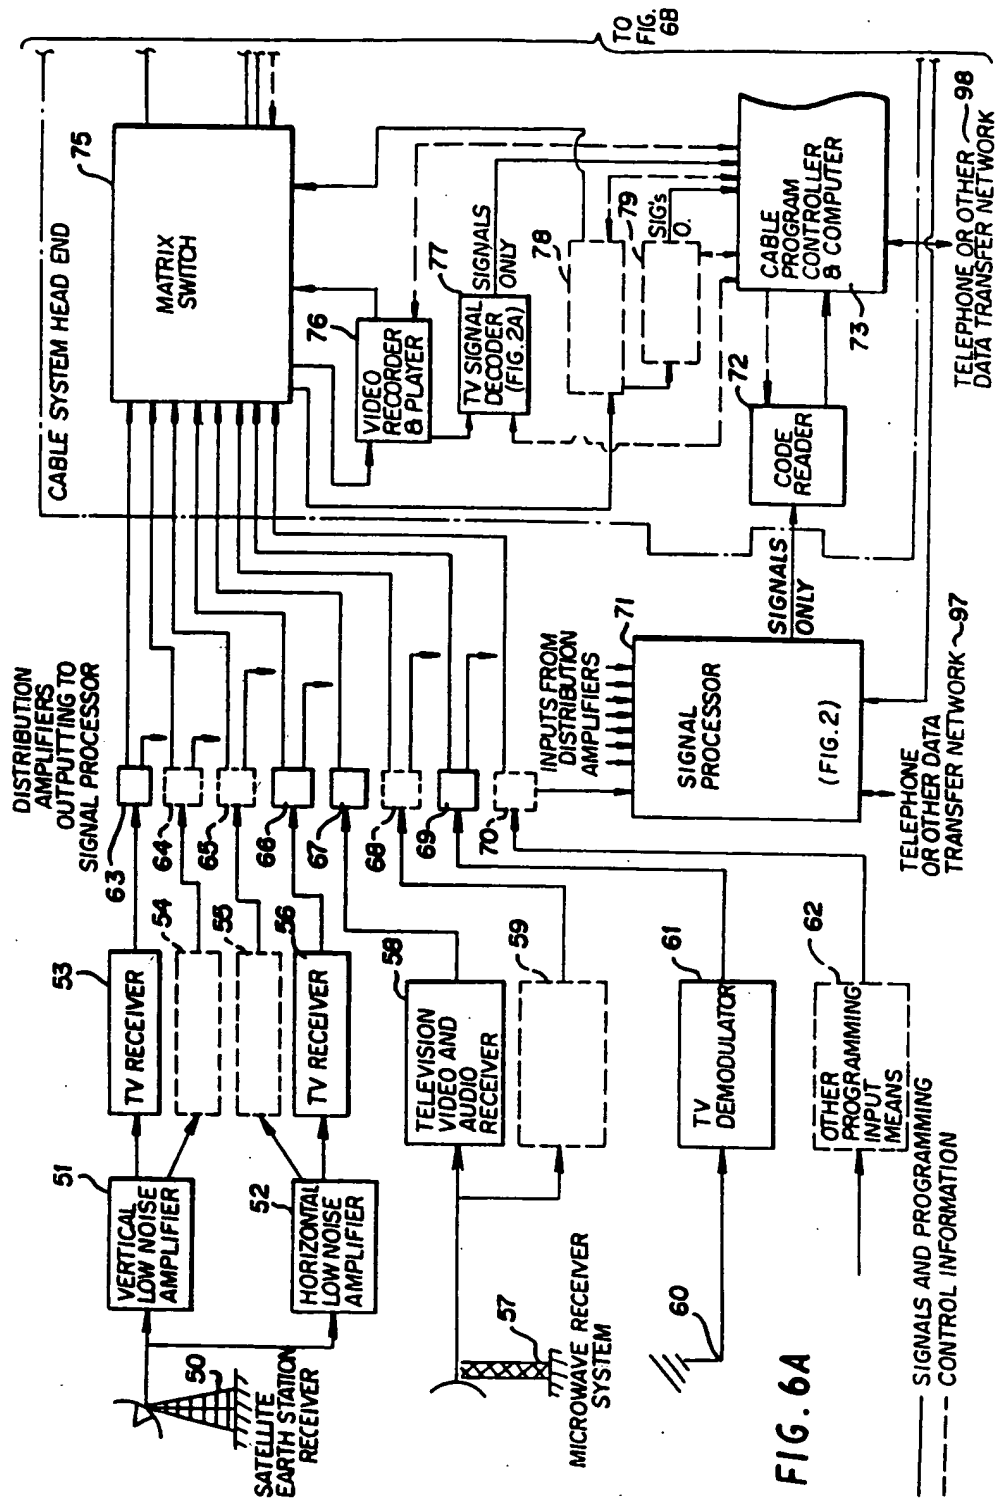 CABLE SYSTEM HEAD END
75
MATRIX
SWITCH
TO
FIG.
6B
76
VIDEO
RECORDER
& PLAYER
77
TV SIGNAL
DECODER
(FIG. 2A)
SIGNALS
ONLY
78
79
SIG's
O.
CABLE
PROGRAM
CONTROLLER
& COMPUTER
73
72
CODE
READER
TELEPHONE OR OTHER
DATA TRANSFER NETWORK
98
DISTRIBUTION
AMPLIFIERS
OUTPUTTING TO
SIGNAL PROCESSOR
63
64
65
66
67
68
69
70
INPUTS FROM
DISTRIBUTION
AMPLIFIERS
71
SIGNAL
PROCESSOR
(FIG. 2)
SIGNALS
ONLY
TELEPHONE
OR OTHER DATA
TRANSFER NETWORK
97
53
TV RECEIVER
54
55
56
TV RECEIVER
58
TELEVISION
VIDEO AND
AUDIO
RECEIVER
59
61
TV
DEMODULATOR
62
OTHER
PROGRAMMING
INPUT
MEANS
51
VERTICAL
LOW NOISE
AMPLIFIER
52
HORIZONTAL
LOW NOISE
AMPLIFIER
50
SATELLITE
EARTH STATION
RECEIVER
57
MICROWAVE RECEIVER
SYSTEM
60
FIG. 6A
SIGNALS AND PROGRAMMING
CONTROL INFORMATION